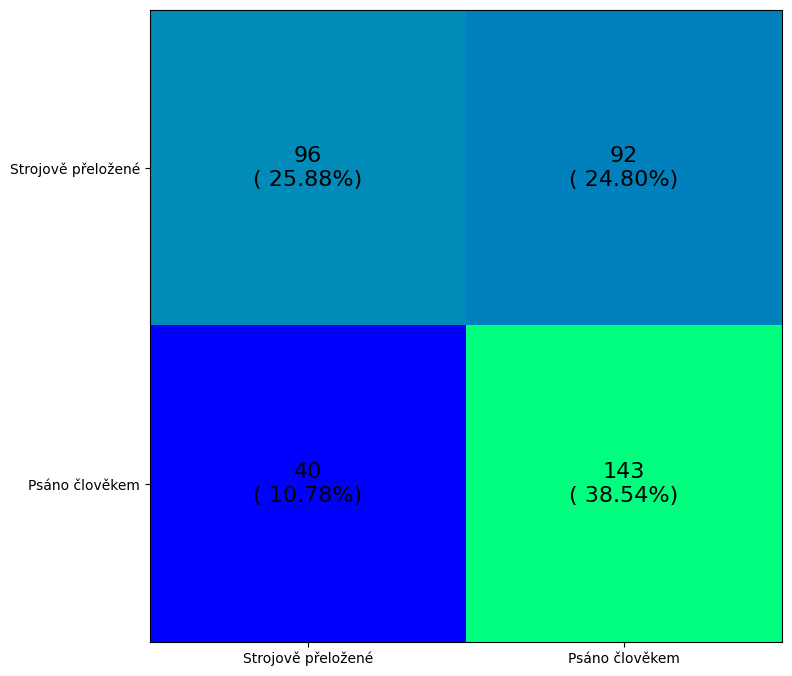 Strojově přeložené
96
( 25.88%)
92
( 24.80%)
Psáno člověkem
40
( 10.78%)
143
( 38.54%)
Strojově přeložené
Psáno člověkem